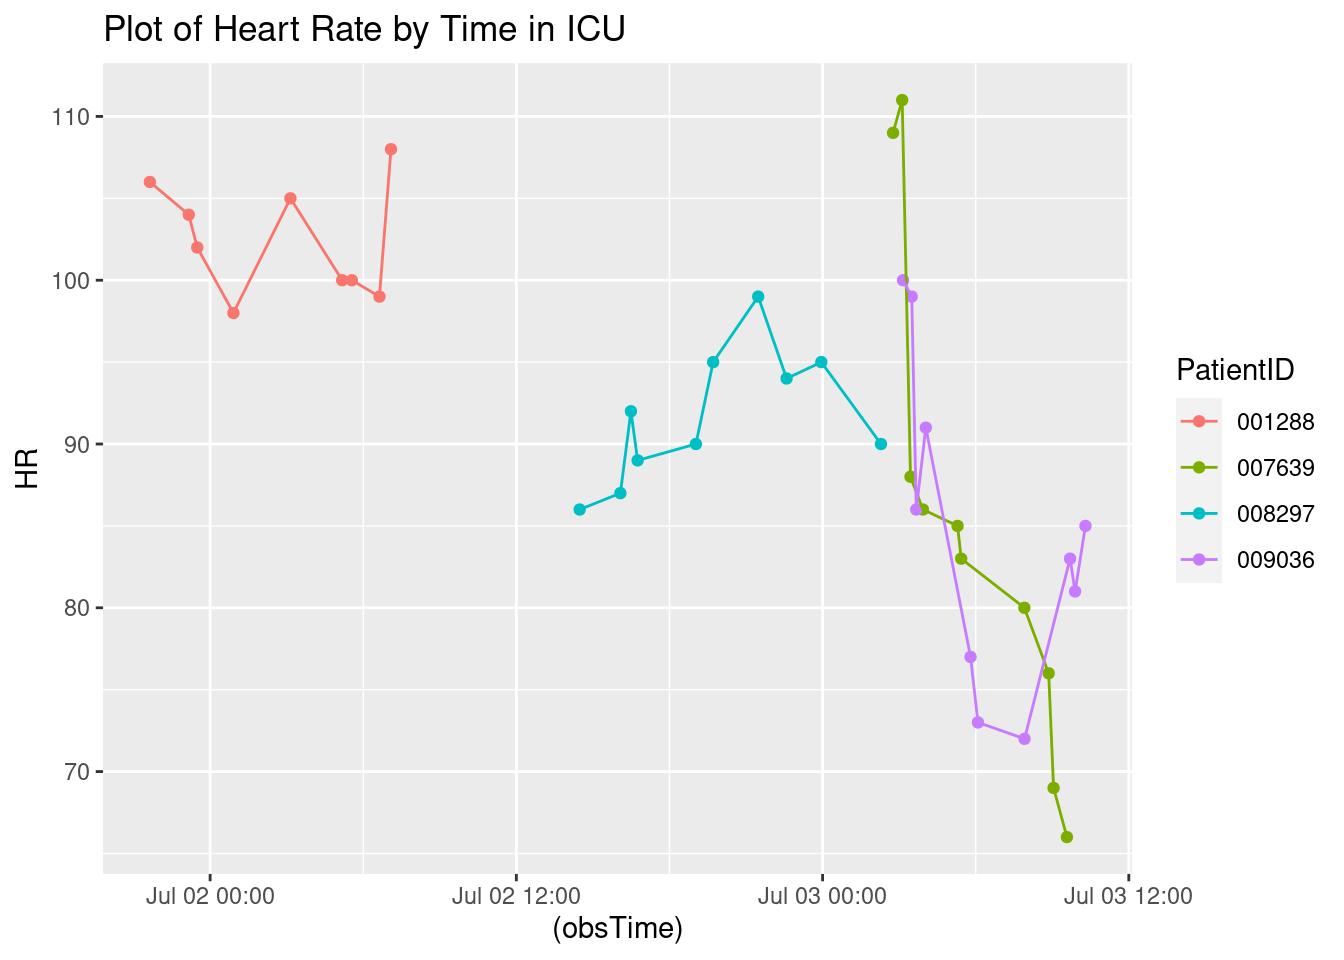 Plot of Heart Rate by Time in ICU
110
100
90
80
70
HR
Jul 02 00:00
Jul 02 12:00
Jul 03 00:00
Jul 03 12:00
(obsTime)
PatientID
001288
007639
008297
009036